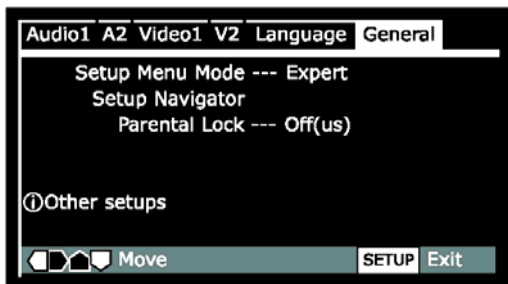 Audio1 A2 Video1 V2 Language General
Setup Menu Mode --- Expert
Setup Navigator
Parental Lock --- Off(us)
ⓘOther setups
Move SETUP Exit